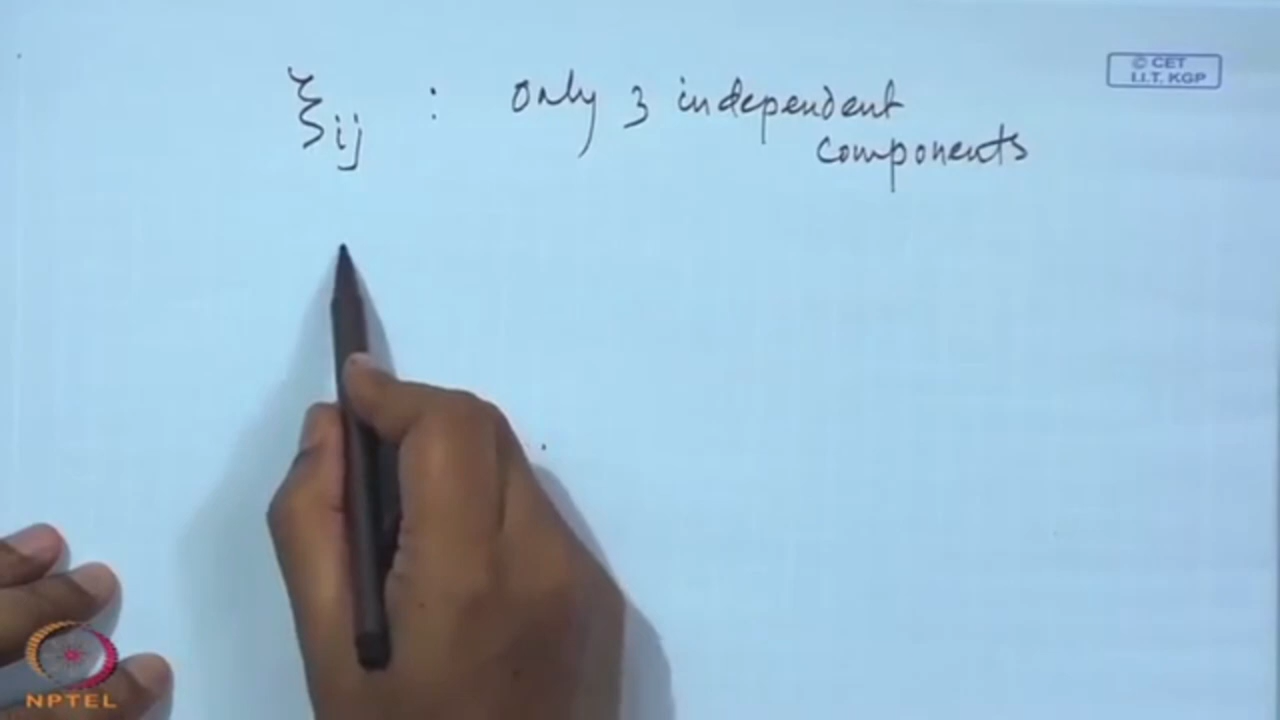 ξij : Only 3 independent
components
© CET
I.I.T. KGP
NPTEL